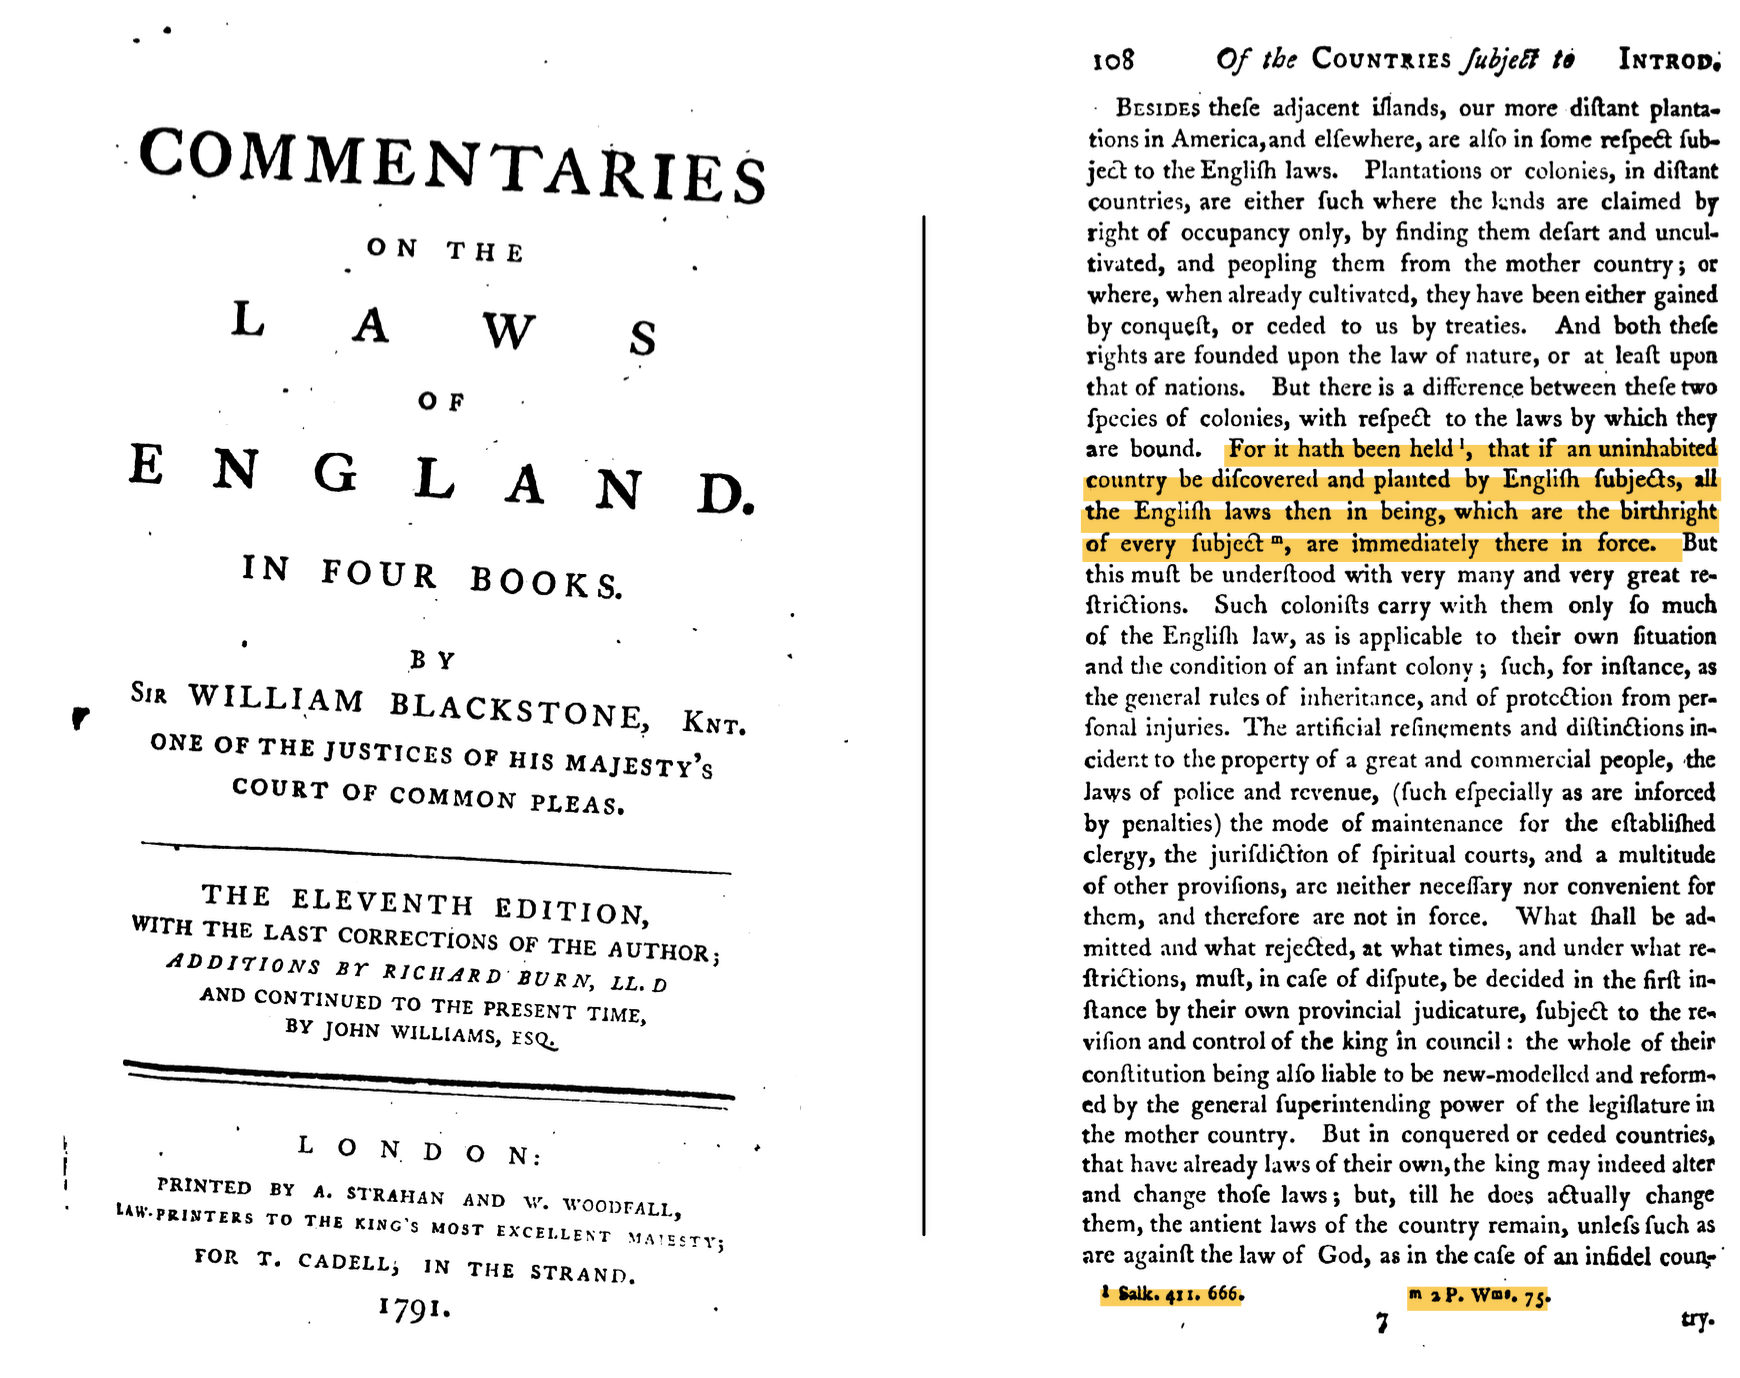 COMMENTARIES
ON THE
LAWS
OF
ENGLAND.
IN FOUR BOOKS.
BY
SIR WILLIAM BLACKSTONE, KNT.
ONE OF THE JUSTICES OF HIS MAJESTY'S
COURT OF COMMON PLEAS.
THE ELEVENTH EDITION,
WITH THE LAST CORRECTIONS OF THE AUTHOR;
ADDITIONS BY RICHARD BURN, LL. D
AND CONTINUED TO THE PRESENT TIME,
BY JOHN WILLIAMS, ESQ.
LONDON:
PRINTED BY A. STRAHAN AND W. WOODFALL,
LAW-PRINTERS TO THE KING'S MOST EXCELLENT MAJESTY;
FOR T. CADELL, IN THE STRAND.
1791.
108 Of the COUNTRIES ſubject to INTROD.
BESIDES theſe adjacent iſlands, our more diſtant planta-
tions in America, and elſewhere, are alſo in ſome reſpect ſub-
ject to the Engliſh laws. Plantations or colonies, in diſtant
countries, are either ſuch where the lands are claimed by
right of occupancy only, by finding them deſart and uncul-
tivated, and peopling them from the mother country; or
where, when already cultivated, they have been either gained
by conqueſt, or ceded to us by treaties. And both theſe
rights are founded upon the law of nature, or at leaſt upon
that of nations. But there is a difference between theſe two
ſpecies of colonies, with reſpect to the laws by which they
are bound. For it hath been held l, that if an uninhabited
country be diſcovered and planted by Engliſh ſubjects, all
the Engliſh laws then in being, which are the birthright
of every ſubject m, are immediately there in force. But
this muſt be underſtood with very many and very great re-
ſtrictions. Such coloniſts carry with them only ſo much
of the Engliſh law, as is applicable to their own ſituation
and the condition of an infant colony; ſuch, for inſtance, as
the general rules of inheritance, and of protection from per-
ſonal injuries. The artificial refinements and diſtinctions in-
cident to the property of a great and commercial people, the
laws of police and revenue, (ſuch eſpecially as are inforced
by penalties) the mode of maintenance for the eſtabliſhed
clergy, the juriſdiction of ſpiritual courts, and a multitude
of other proviſions, are neither neceſſary nor convenient for
them, and therefore are not in force. What ſhall be ad-
mitted and what rejected, at what times, and under what re-
ſtrictions, muſt, in caſe of diſpute, be decided in the firſt in-
ſtance by their own provincial judicature, ſubject to the re-
viſion and control of the king in council: the whole of their
conſtitution being alſo liable to be new-modelled and reform-
ed by the general ſuperintending power of the legiſlature in
the mother country. But in conquered or ceded countries,
that have already laws of their own, the king may indeed alter
and change thoſe laws; but, till he does actually change
them, the antient laws of the country remain, unleſs ſuch as
are againſt the law of God, as in the caſe of an infidel coun-
l Salk. 411. 666. m 2 P. Wms. 75.
7 try.